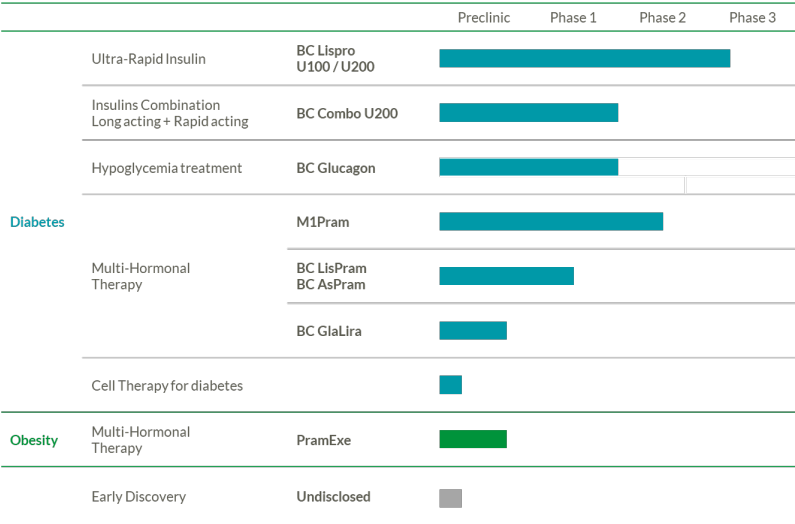 Preclinic Phase 1 Phase 2 Phase 3
Ultra-Rapid Insulin
BC Lispro
U100 / U200
Insulins Combination
Long acting + Rapid acting
BC Combo U200
Hypoglycemia treatment
BC Glucagon
Diabetes
Multi-Hormonal
Therapy
M1Pram
BC LisPram
BC AsPram
BC GlaLira
Cell Therapy for diabetes
Obesity
Multi-Hormonal
Therapy
PramExe
Early Discovery
Undisclosed